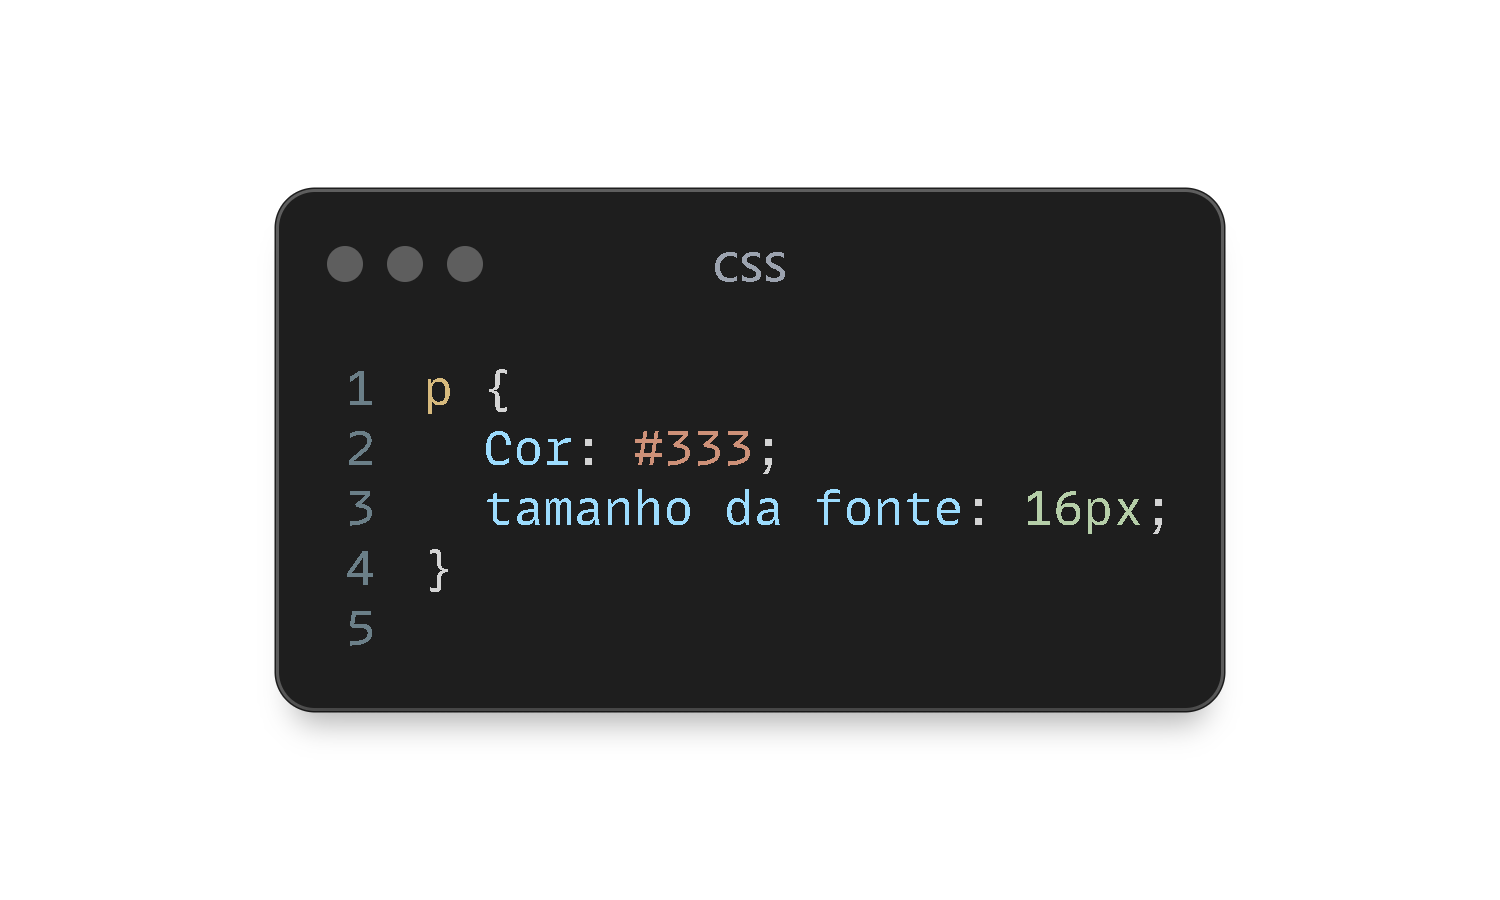 CSS
1 p {
2 Cor: #333;
3 tamanho da fonte: 16px;
4 }
5